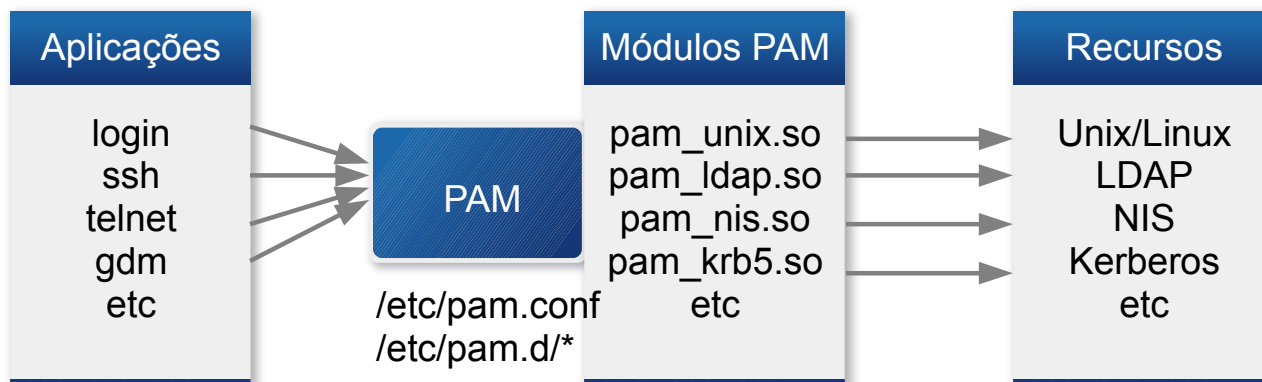 Aplicações
login
ssh
telnet
gdm
etc
PAM
/etc/pam.conf
/etc/pam.d/*
Módulos PAM
pam_unix.so
pam_ldap.so
pam_nis.so
pam_krb5.so
etc
Recursos
Unix/Linux
LDAP
NIS
Kerberos
etc